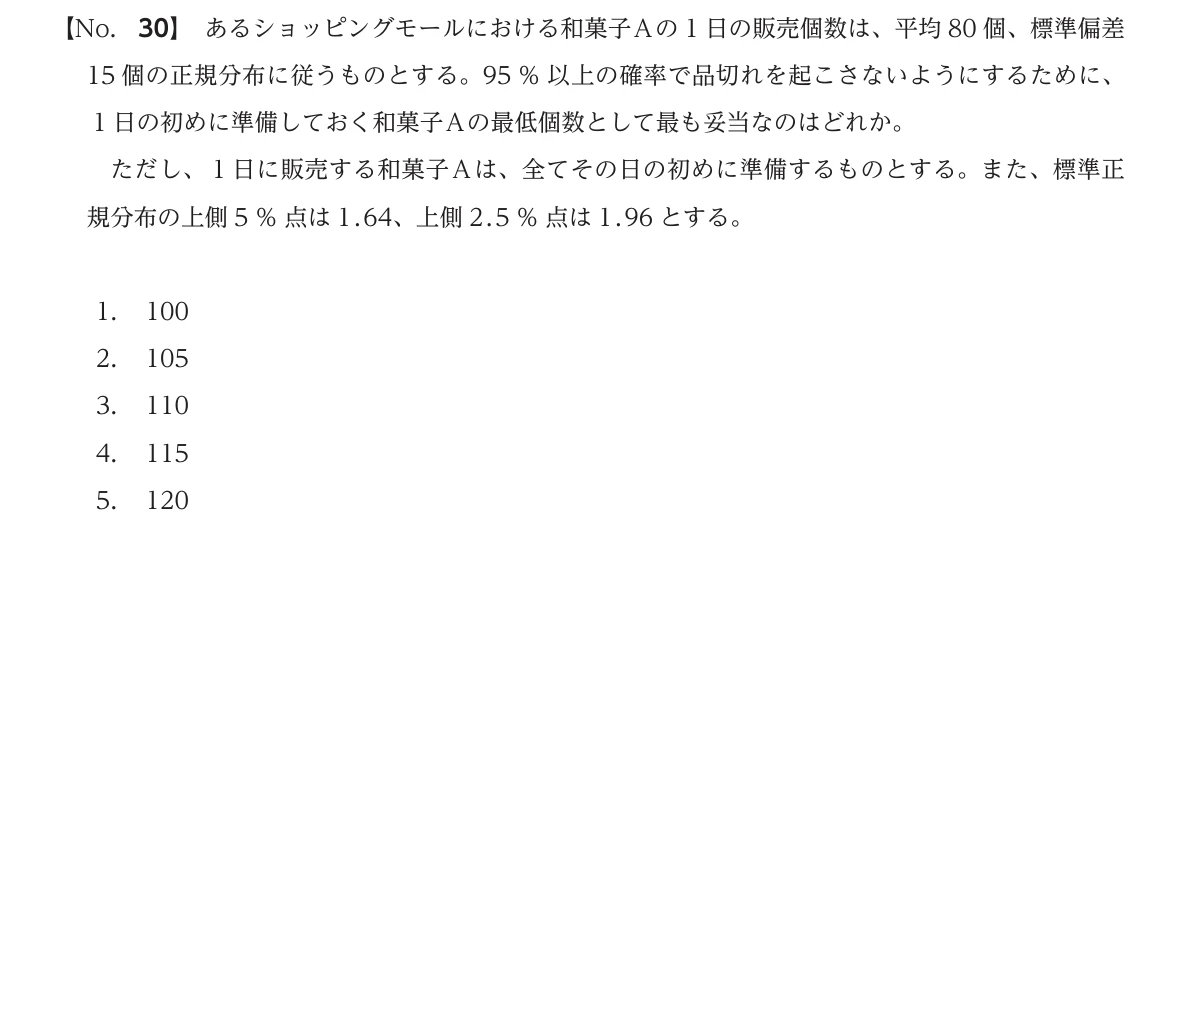 【No. 30】 あるショッピングモールにおける和菓子Aの1日の販売個数は、平均80個、標準偏差
15個の正規分布に従うものとする。95%以上の確率で品切れを起こさないようにするために、
1日の初めに準備しておく和菓子Aの最低個数として最も妥当なのはどれか。
ただし、1日に販売する和菓子Aは、全てその日の初めに準備するものとする。また、標準正
規分布の上側5%点は1.64、上側2.5%点は1.96とする。
1. 100
2. 105
3. 110
4. 115
5. 120